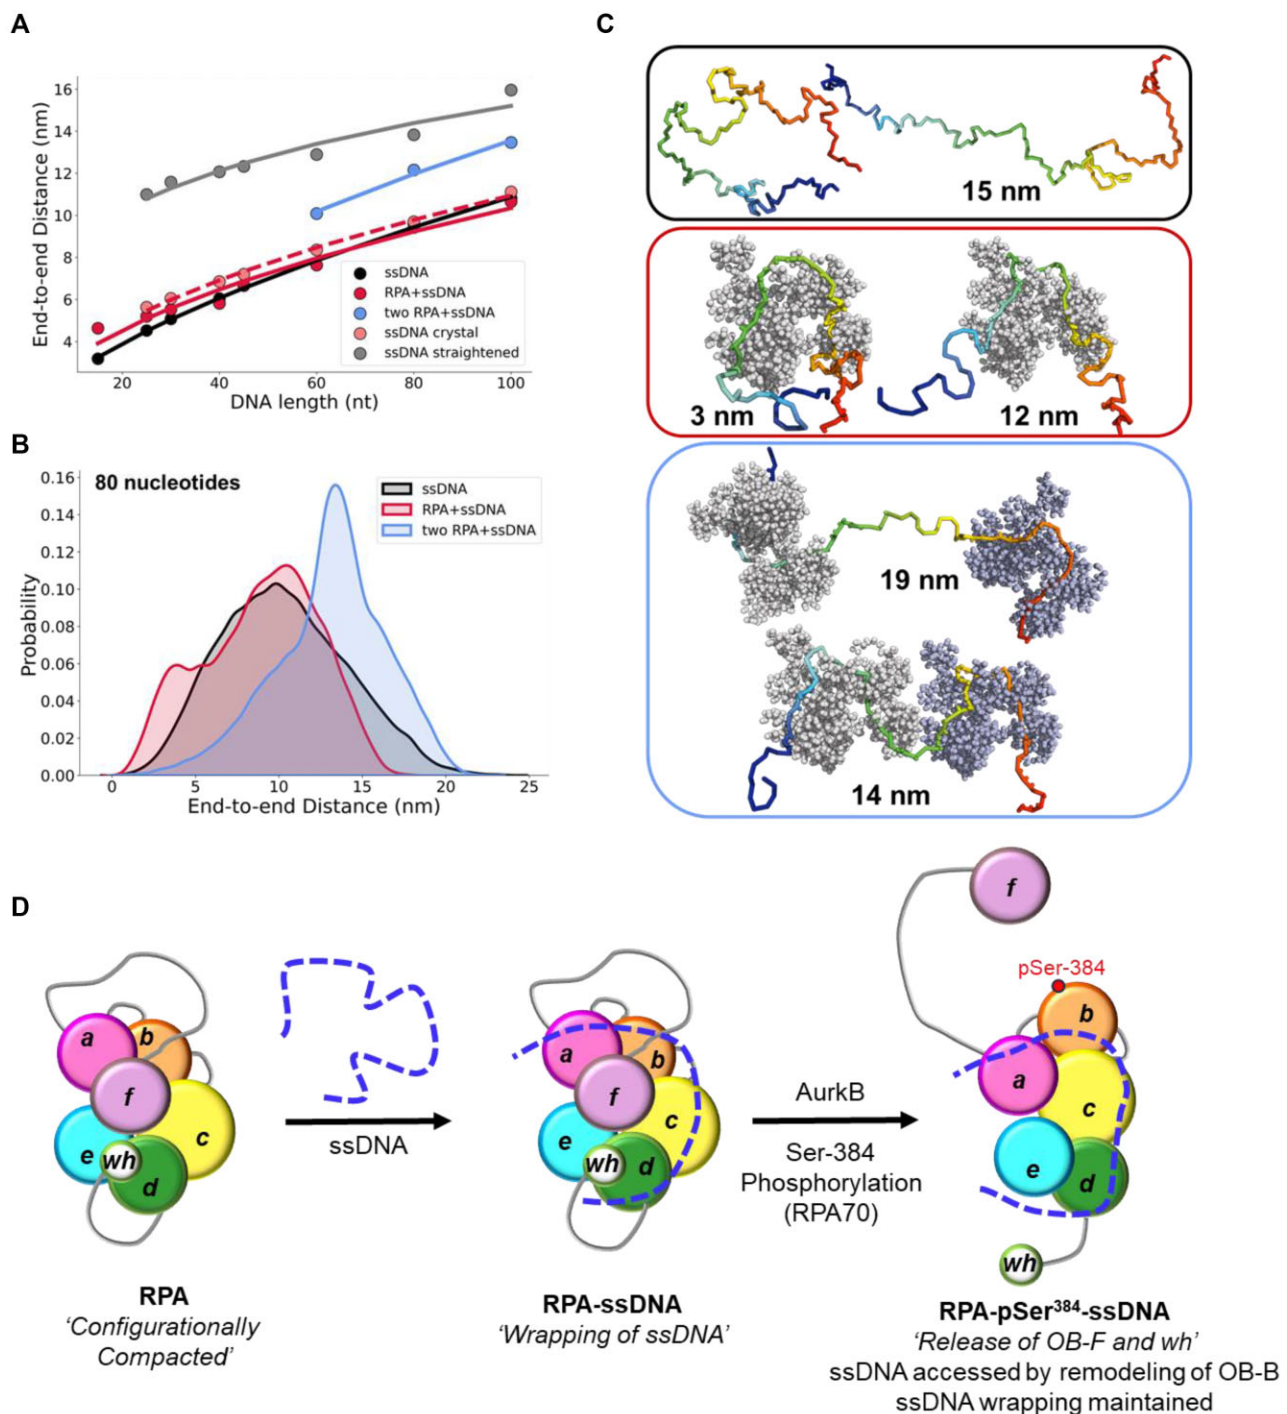 A
End-to-end Distance (nm)
16
14
12
10
8
6
4
20
40
60
80
100
DNA length (nt)
ssDNA
RPA+ssDNA
two RPA+ssDNA
ssDNA crystal
ssDNA straightened
B
80 nucleotides
Probability
0.16
0.14
0.12
0.10
0.08
0.06
0.04
0.02
0.00
0
5
10
15
20
25
End-to-end Distance (nm)
ssDNA
RPA+ssDNA
two RPA+ssDNA
C
15 nm
3 nm
12 nm
19 nm
14 nm
D
a
b
f
e
wh
c
d
RPA
‘Configurationally
Compacted’
ssDNA
a
b
f
e
wh
c
d
RPA-ssDNA
‘Wrapping of ssDNA’
AurkB
Ser-384
Phosphorylation
(RPA70)
f
pSer-384
b
a
c
e
d
wh
RPA-pSer³⁸⁴-ssDNA
‘Release of OB-F and wh’
ssDNA accessed by remodeling of OB-B
ssDNA wrapping maintained